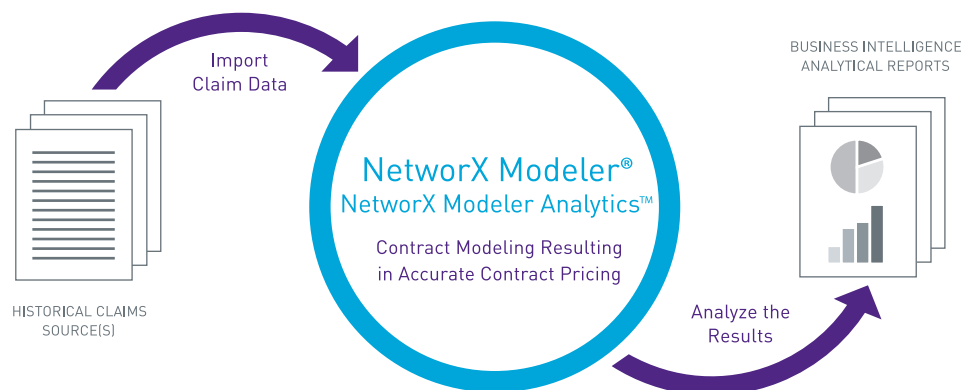 Import
Claim Data
HISTORICAL CLAIMS
SOURCE(S)
NetworX Modeler®
NetworX Modeler Analytics™
Contract Modeling Resulting
in Accurate Contract Pricing
BUSINESS INTELLIGENCE
ANALYTICAL REPORTS
Analyze the
Results